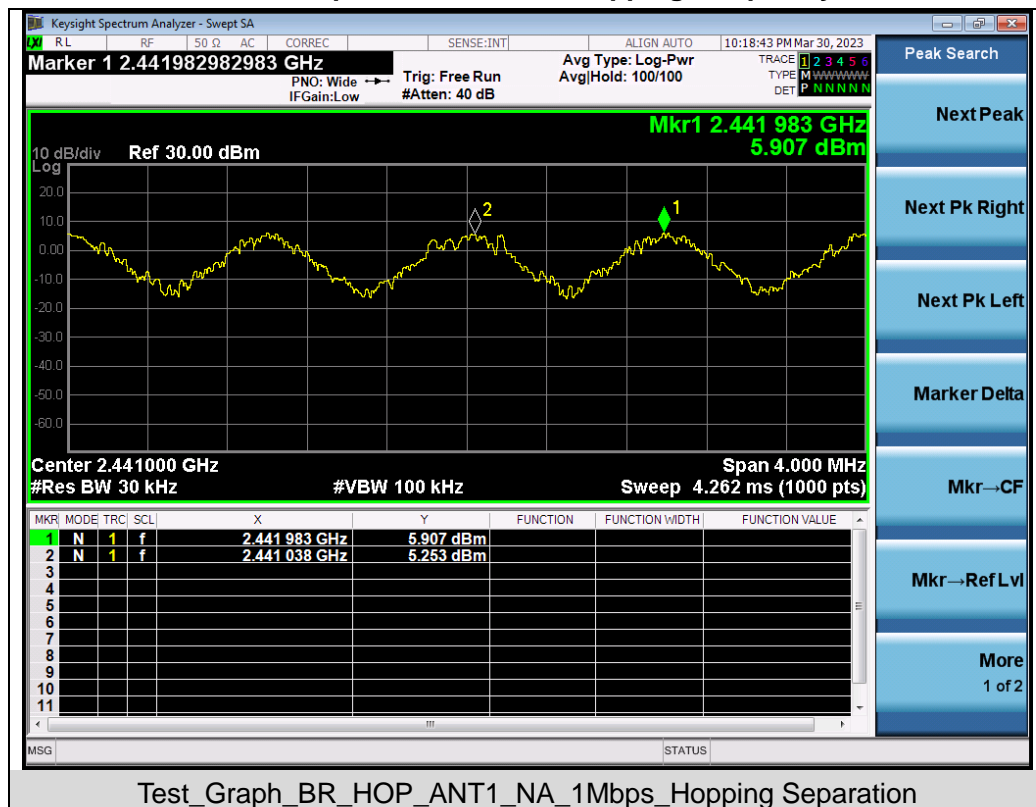 Keysight Spectrum Analyzer - Swept SA
LXI RL RF 50 Ω AC CORREC SENSE:INT ALIGN AUTO 10:18:43 PM Mar 30, 2023
Marker 1 2.441982982983 GHz
PNO: Wide
IFGain:Low
Trig: Free Run
#Atten: 40 dB
Avg Type: Log-Pwr
Avg|Hold: 100/100
TRACE 1 2 3 4 5 6
TYPE M WWWWW
DET P N N N N N
Mkr1 2.441 983 GHz
5.907 dBm
10 dB/div Ref 30.00 dBm
Log
20.0
10.0
0.00
-10.0
-20.0
-30.0
-40.0
-50.0
-60.0
2
1
Center 2.441000 GHz Span 4.000 MHz
#Res BW 30 kHz #VBW 100 kHz Sweep 4.262 ms (1000 pts)
MKR MODE TRC SCL X Y FUNCTION FUNCTION WIDTH FUNCTION VALUE
1 N 1 f 2.441 983 GHz 5.907 dBm
2 N 1 f 2.441 038 GHz 5.253 dBm
3
4
5
6
7
8
9
10
11
MSG STATUS
Peak Search
Next Peak
Next Pk Right
Next Pk Left
Marker Delta
Mkr→CF
Mkr→Ref Lvl
More
1 of 2
Test_Graph_BR_HOP_ANT1_NA_1Mbps_Hopping Separation